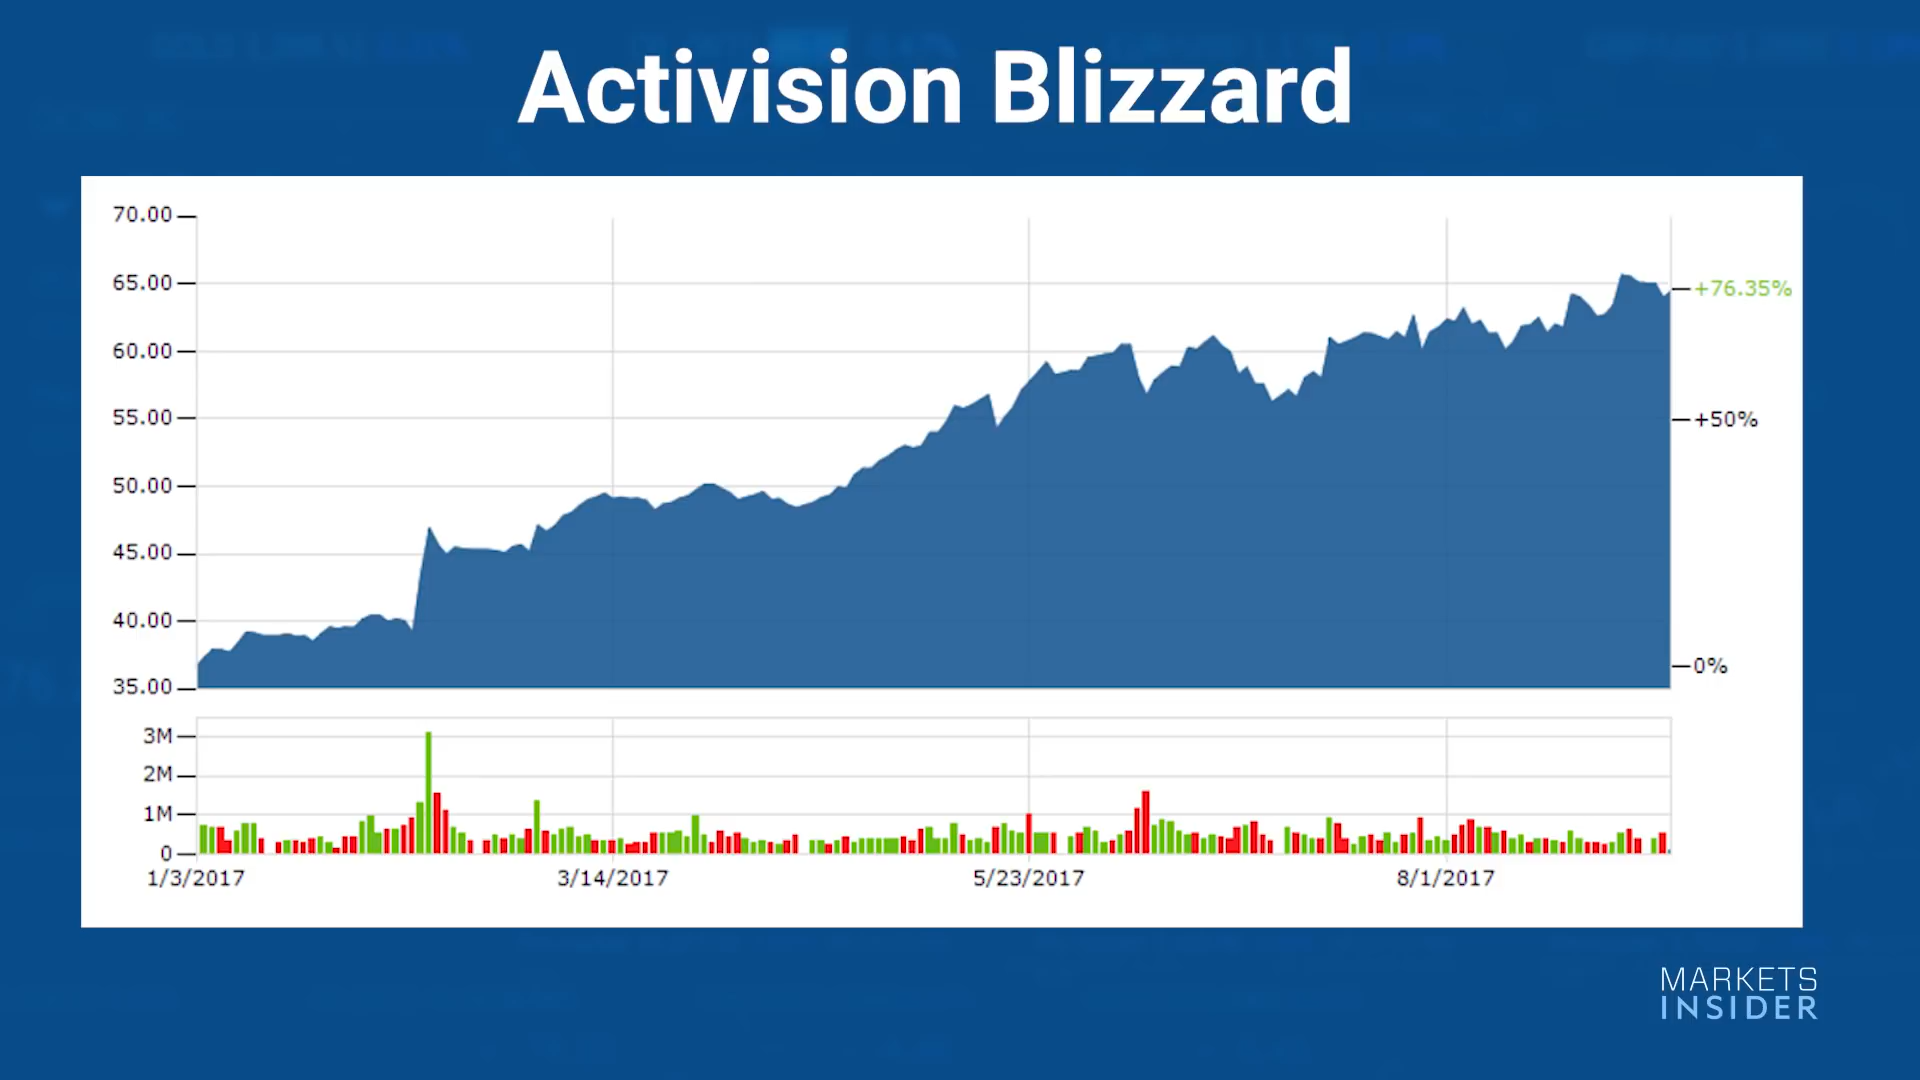 Activision Blizzard
70.00
65.00
60.00
55.00
50.00
45.00
40.00
35.00
+76.35%
+50%
0%
3M
2M
1M
0
1/3/2017
3/14/2017
5/23/2017
8/1/2017
MARKETS
INSIDER